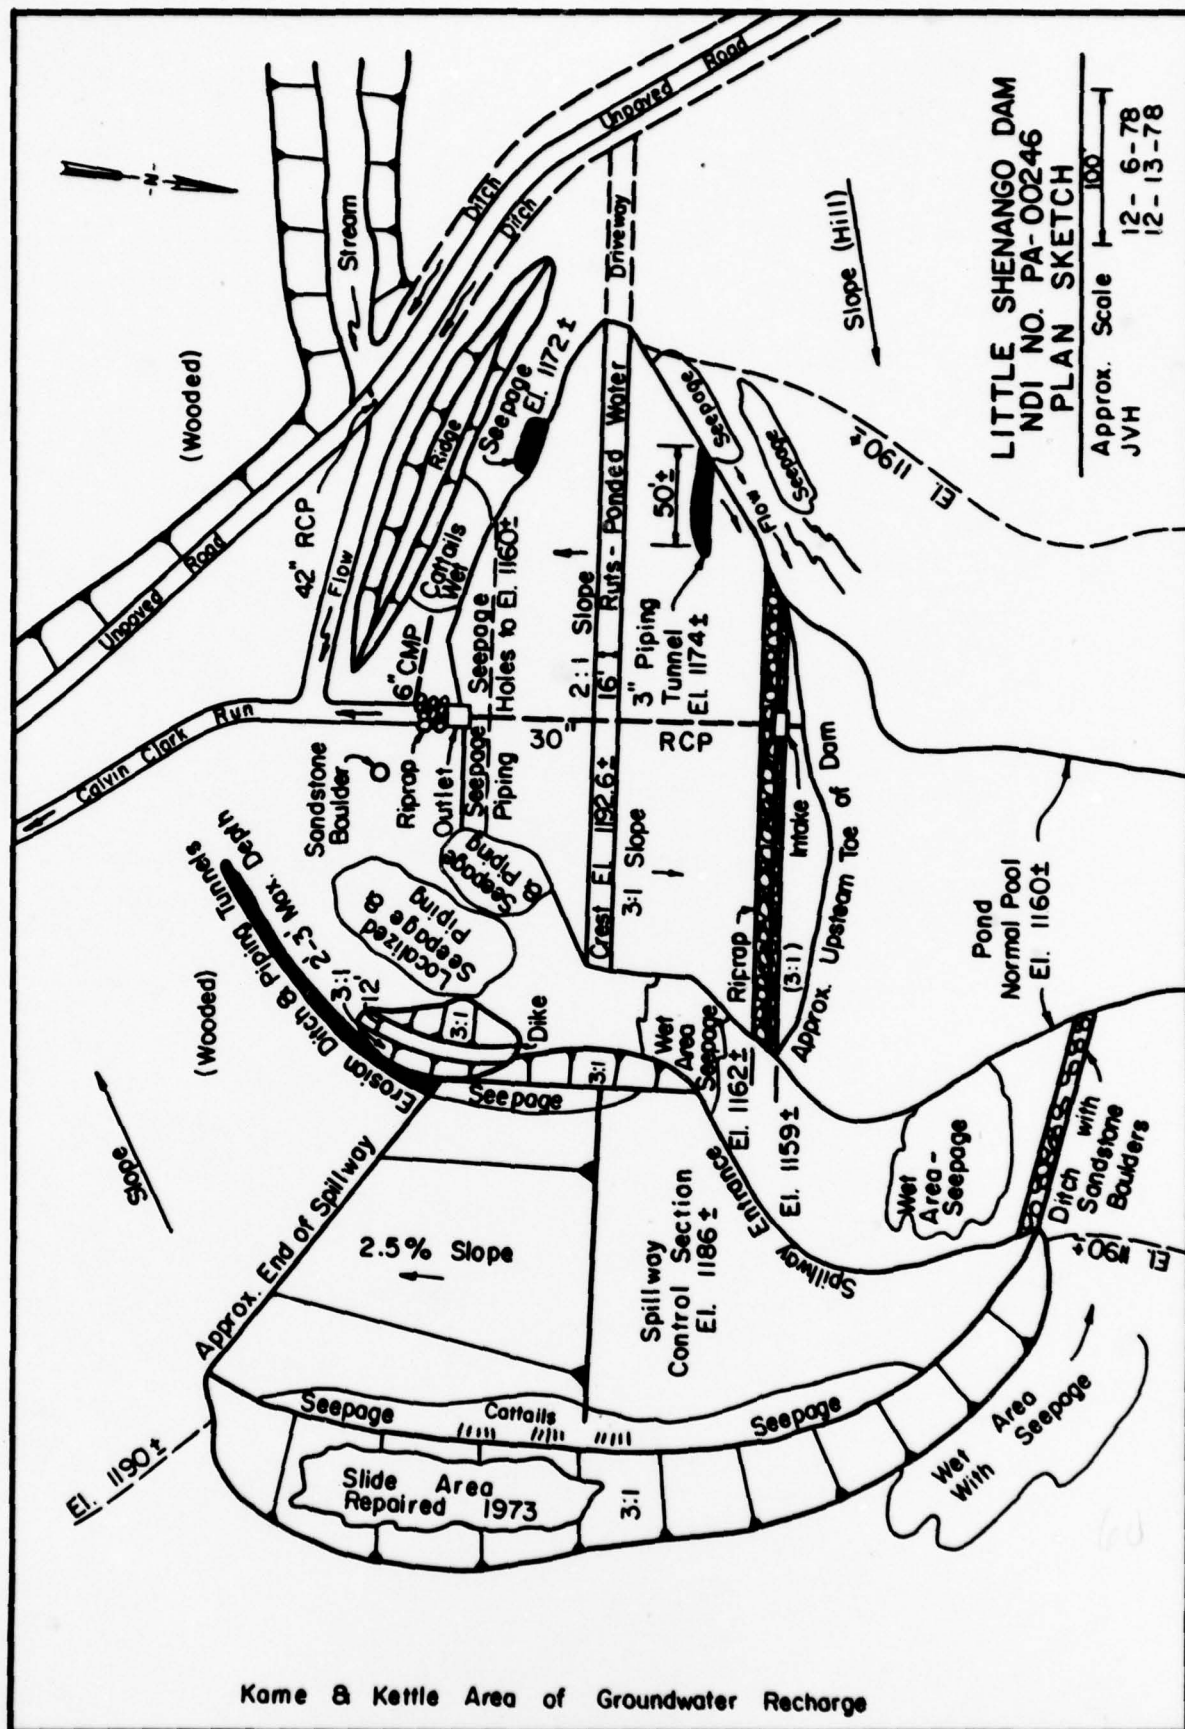 LITTLE SHENANGO DAM
NDI NO. PA-00246
PLAN SKETCH
Approx. Scale 100'
JVH 12- 6-78
12- 13-78
-N-
(Wooded)
Stream
Ditch
Ditch
Unpaved Road
Unpaved Road
Driveway
Slope (Hill)
42" RCP
Flow
Ridge
Cattails
Wet
Seepage
El. 1172±
Calvin Clark Run
6" CMP
Sandstone
Boulder
Riprap
Outlet
Seepage Seepage
Piping Holes to El. 1160±
2:1 Slope
Crest El. 1192.6± 16' Ruts- Ponded Water
30" RCP
3:1 Slope
3" Piping
Tunnel
El. 1174±
50'±
Seepage
Seepage
Flow
El. 1190±
Riprap
Intake
(3:1)
Approx. Upsteam Toe of Dam
Pond
Normal Pool
El. 1160±
(Wooded)
Slope
Erosion Ditch & Piping Tunnels
12', 2'-3' Max. Depth
3:1
3:1
Localized
Seepage &
Piping
Seepage
& Piping
Dike
3:1
Seepage
Wet
Area
Seepage
El. 1162±
El. 1159±
Approx. End of Spillway
2.5% Slope
Spillway
Control Section
El. 1186±
Spillway Entrance
Wet
Area-
Seepage
Ditch with
Sandstone
Boulders
El. 1190±
El. 1190±
Seepage
Cattails
Seepage
Slide Area
Repaired 1973
3:1
Wet Area
With Seepage
Kame & Kettle Area of Groundwater Recharge